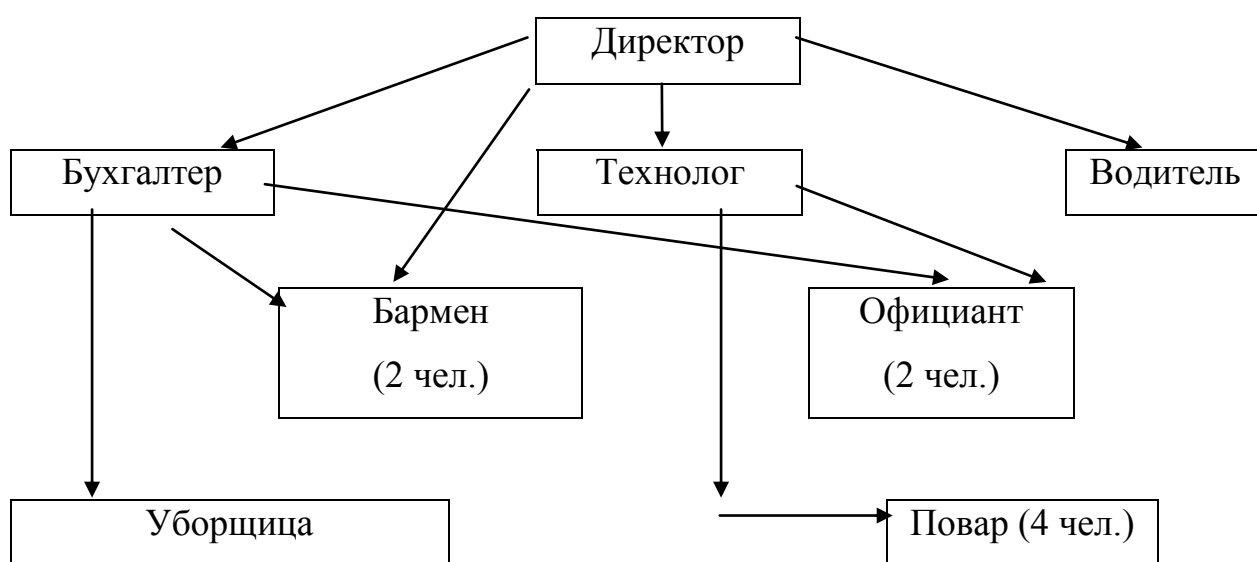 Директор
Бухгалтер
Технолог
Водитель
Бармен
(2 чел.)
Официант
(2 чел.)
Уборщица
Повар (4 чел.)